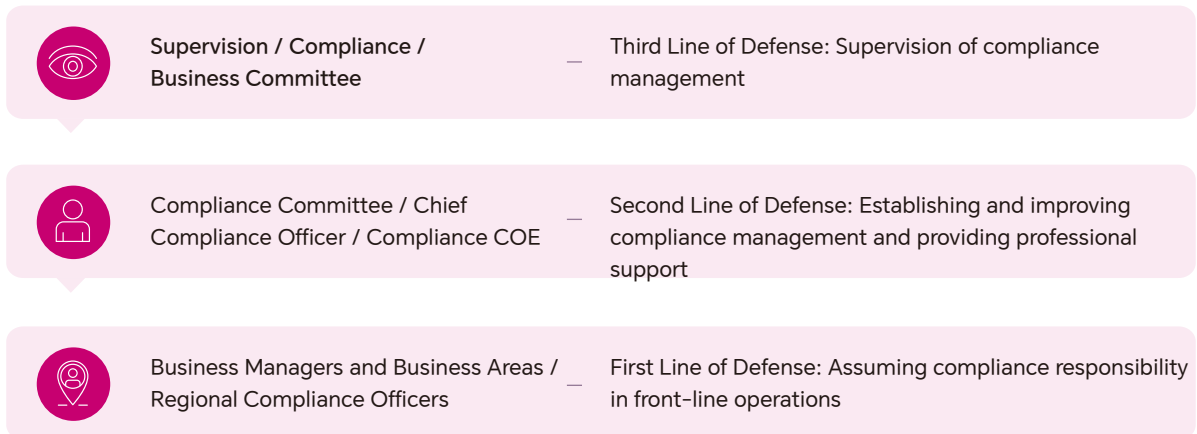 Supervision / Compliance /
Business Committee
—
Third Line of Defense: Supervision of compliance
management
Compliance Committee / Chief
Compliance Officer / Compliance COE
—
Second Line of Defense: Establishing and improving
compliance management and providing professional
support
Business Managers and Business Areas /
Regional Compliance Officers
—
First Line of Defense: Assuming compliance responsibility
in front-line operations